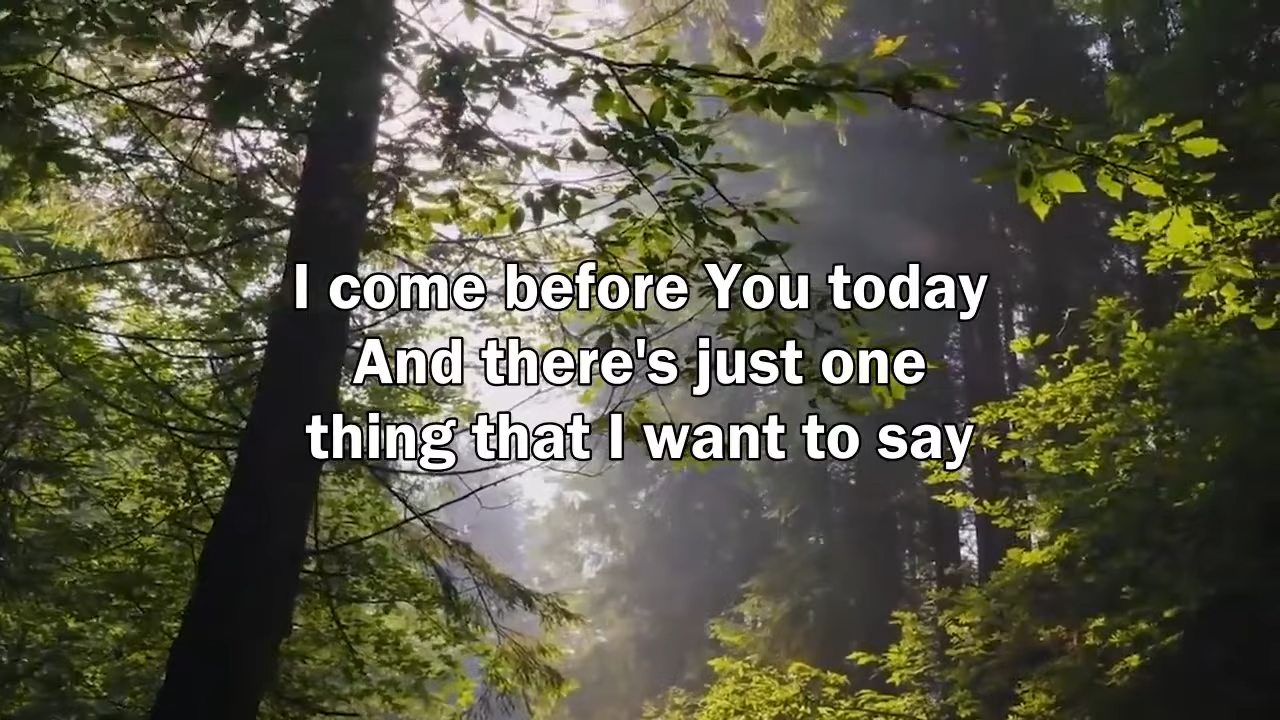 I come before You today
And there's just one
thing that I want to say